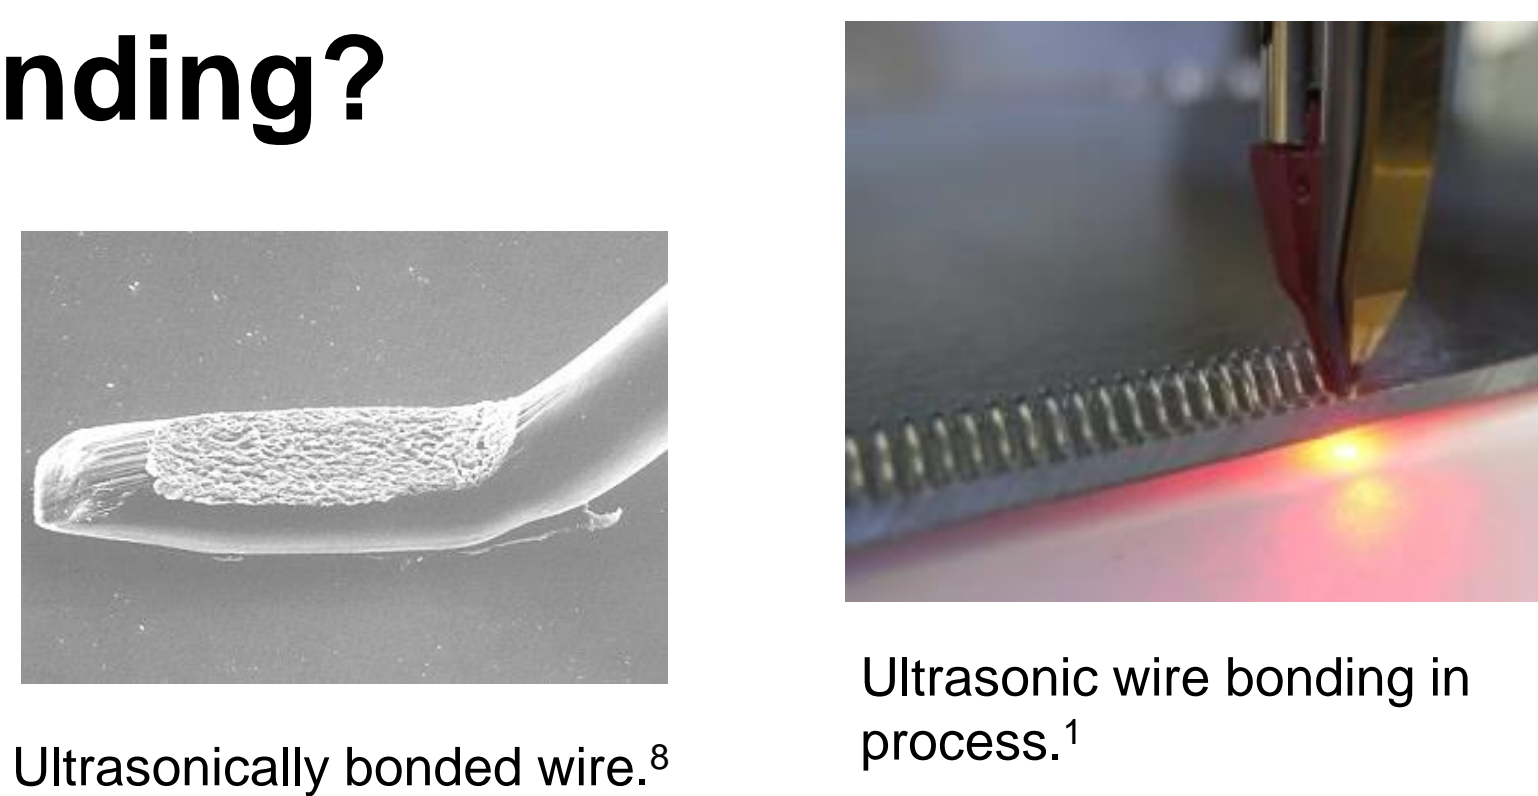 nding?
Ultrasonically bonded wire.⁸
Ultrasonic wire bonding in
process.¹